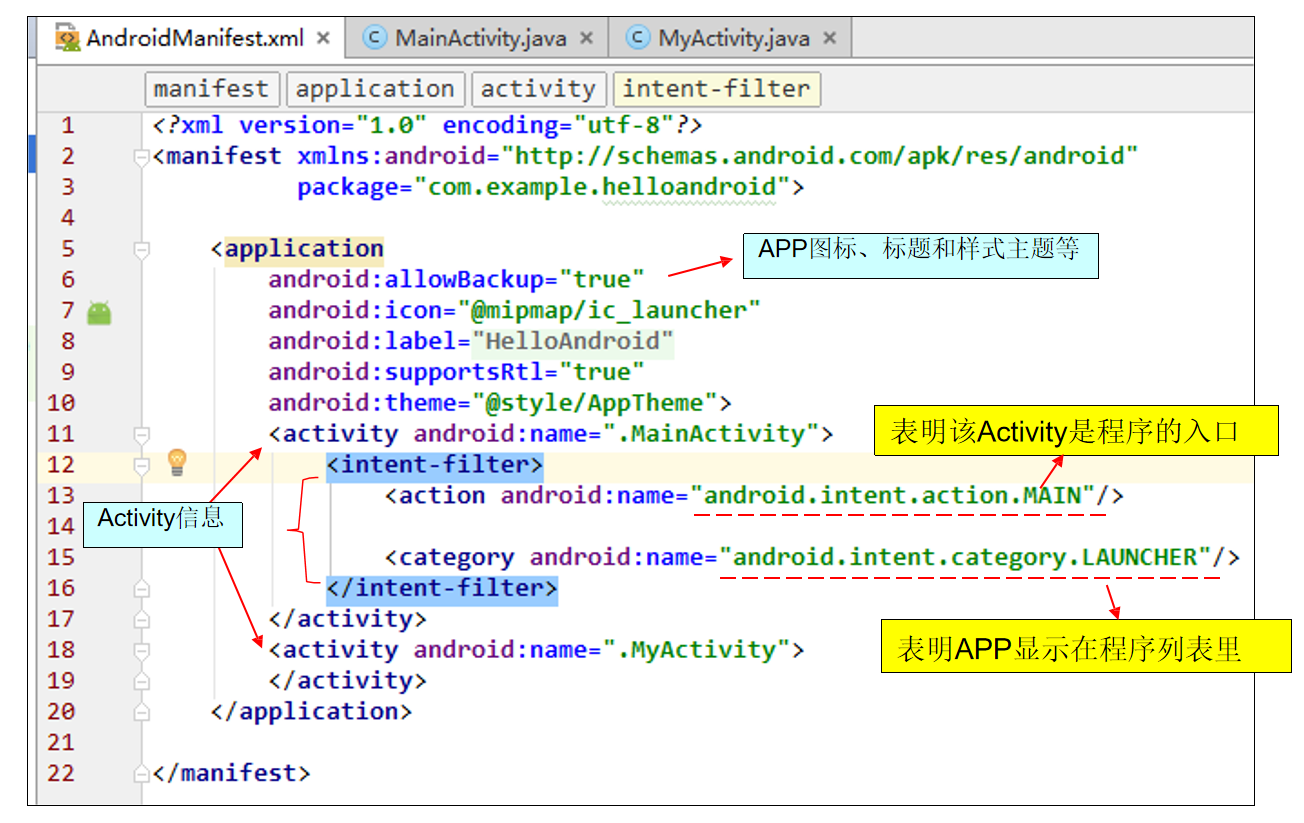 AndroidManifest.xml × MainActivity.java × MyActivity.java ×
manifest application activity intent-filter
1 <?xml version="1.0" encoding="utf-8"?>
2 <manifest xmlns:android="http://schemas.android.com/apk/res/android"
3 package="com.example.helloandroid">
4
5 <application
APP图标、标题和样式主题等
6 android:allowBackup="true"
7 android:icon="@mipmap/ic_launcher"
8 android:label="HelloAndroid"
9 android:supportsRtl="true"
10 android:theme="@style/AppTheme">
11 <activity android:name=".MainActivity">
表明该Activity是程序的入口
12 <intent-filter>
13 <action android:name="android.intent.action.MAIN"/>
Activity信息
14
15 <category android:name="android.intent.category.LAUNCHER"/>
16 </intent-filter>
17 </activity>
18 <activity android:name=".MyActivity">
表明APP显示在程序列表里
19 </activity>
20 </application>
21
22 </manifest>